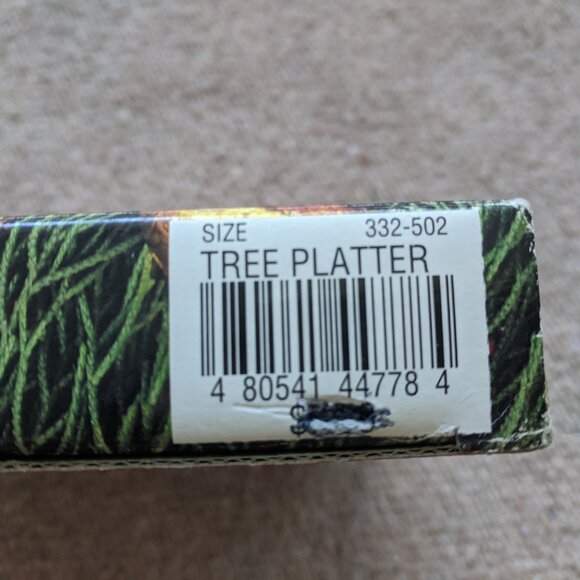 SIZE 332-502
TREE PLATTER
4 80541 44778 4
$